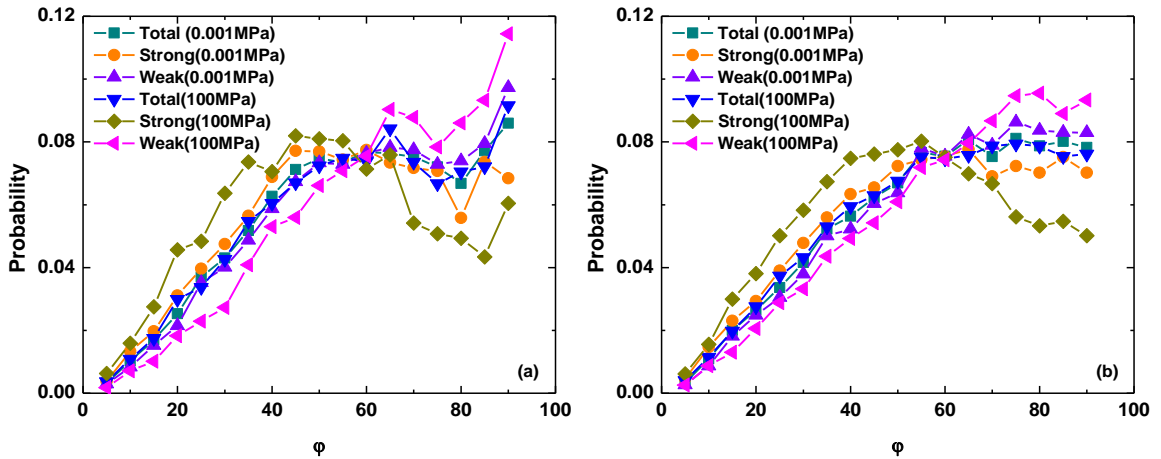 0.12
0.08
0.04
0.00
Probability
Total (0.001MPa)
Strong(0.001MPa)
Weak(0.001MPa)
Total(100MPa)
Strong(100MPa)
Weak(100MPa)
(a)
0 20 40 60 80 100
φ
0.12
0.08
0.04
0.00
Probability
Total (0.001MPa)
Strong(0.001MPa)
Weak(0.001MPa)
Total(100MPa)
Strong(100MPa)
Weak(100MPa)
(b)
0 20 40 60 80 100
φ